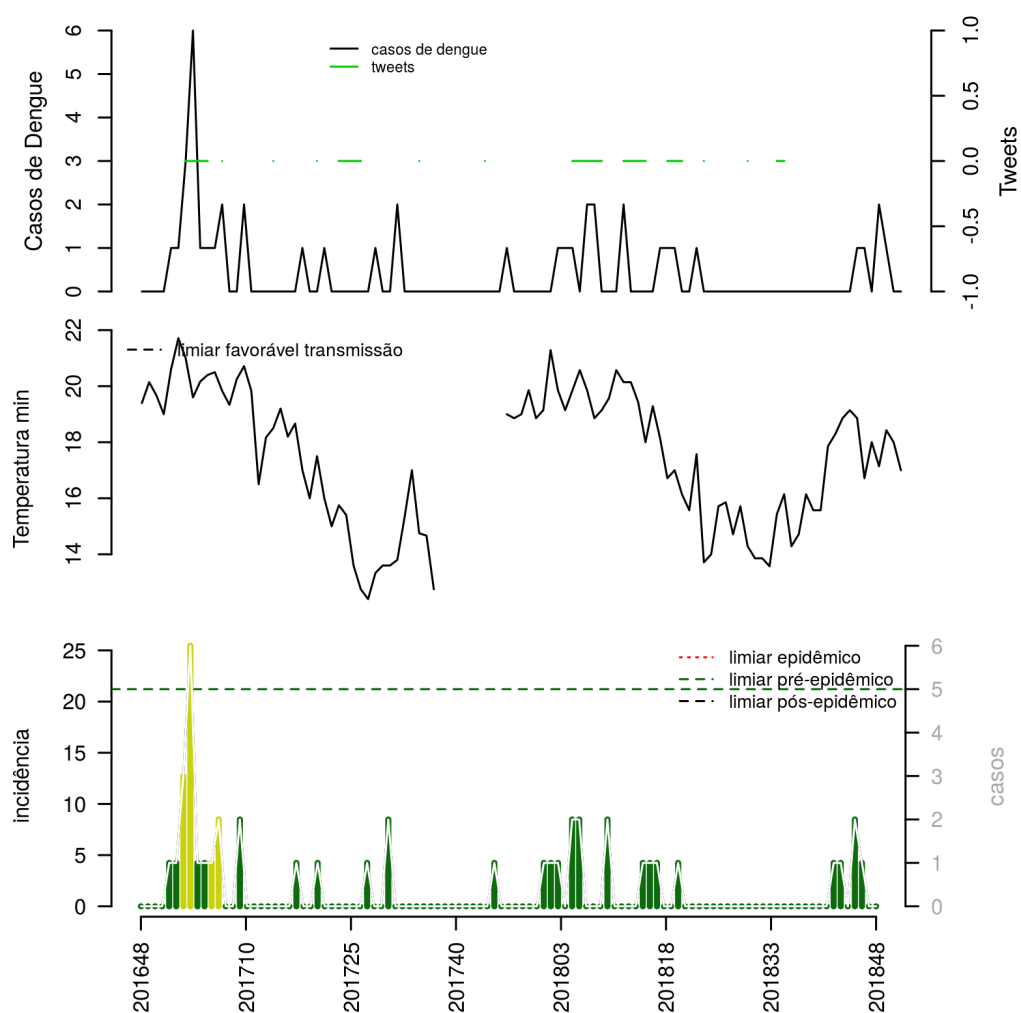 casos de dengue
tweets
Casos de Dengue
0 1 2 3 4 5 6
Tweets
-1.0 -0.5 0.0 0.5 1.0
limiar favorável transmissão
Temperatura min
14 16 18 20 22
limiar epidêmico
limiar pré-epidêmico
limiar pós-epidêmico
incidência
25
20
15
10
5
0
casos
6
5
4
3
2
1
0
201648 201710 201725 201740 201803 201818 201833 201848